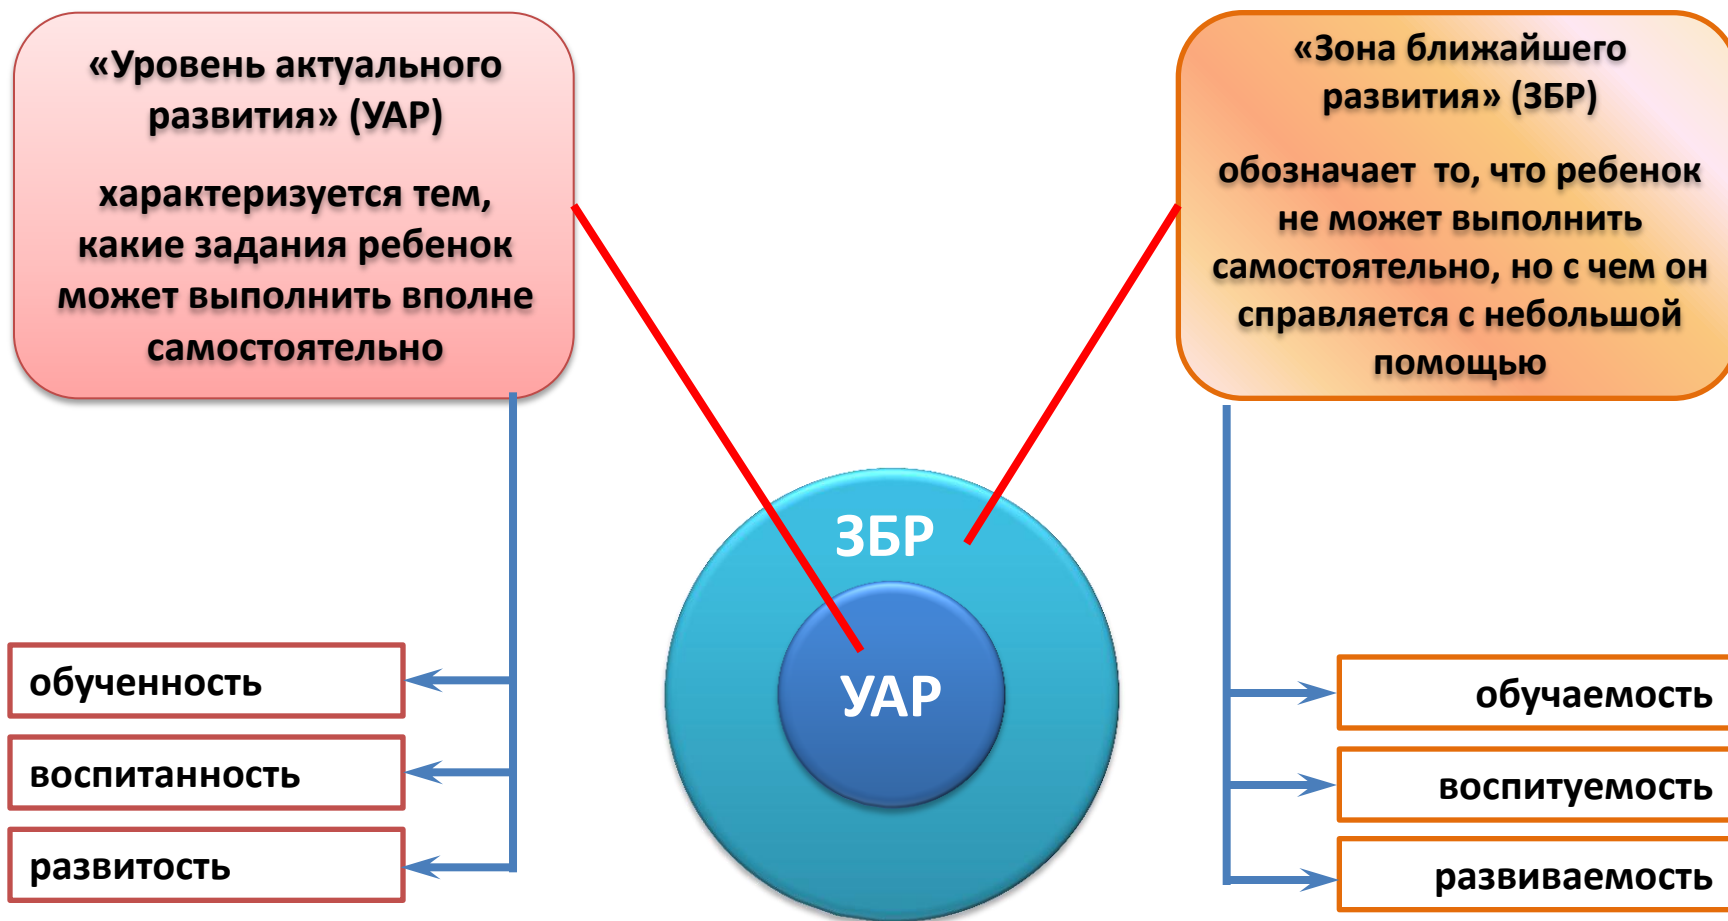 «Уровень актуального
развития» (УАР)
характеризуется тем,
какие задания ребенок
может выполнить вполне
самостоятельно
«Зона ближайшего
развития» (ЗБР)
обозначает то, что ребенок
не может выполнить
самостоятельно, но с чем он
справляется с небольшой
помощью
ЗБР
УАР
обученность
воспитанность
развитость
обучаемость
воспитуемость
развиваемость